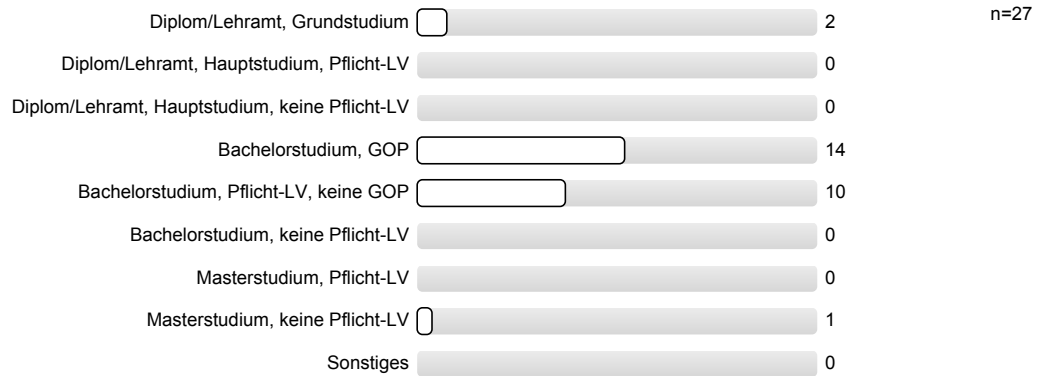 Diplom/Lehramt, Grundstudium 2 n=27
Diplom/Lehramt, Hauptstudium, Pflicht-LV 0
Diplom/Lehramt, Hauptstudium, keine Pflicht-LV 0
Bachelorstudium, GOP 14
Bachelorstudium, Pflicht-LV, keine GOP 10
Bachelorstudium, keine Pflicht-LV 0
Masterstudium, Pflicht-LV 0
Masterstudium, keine Pflicht-LV 1
Sonstiges 0